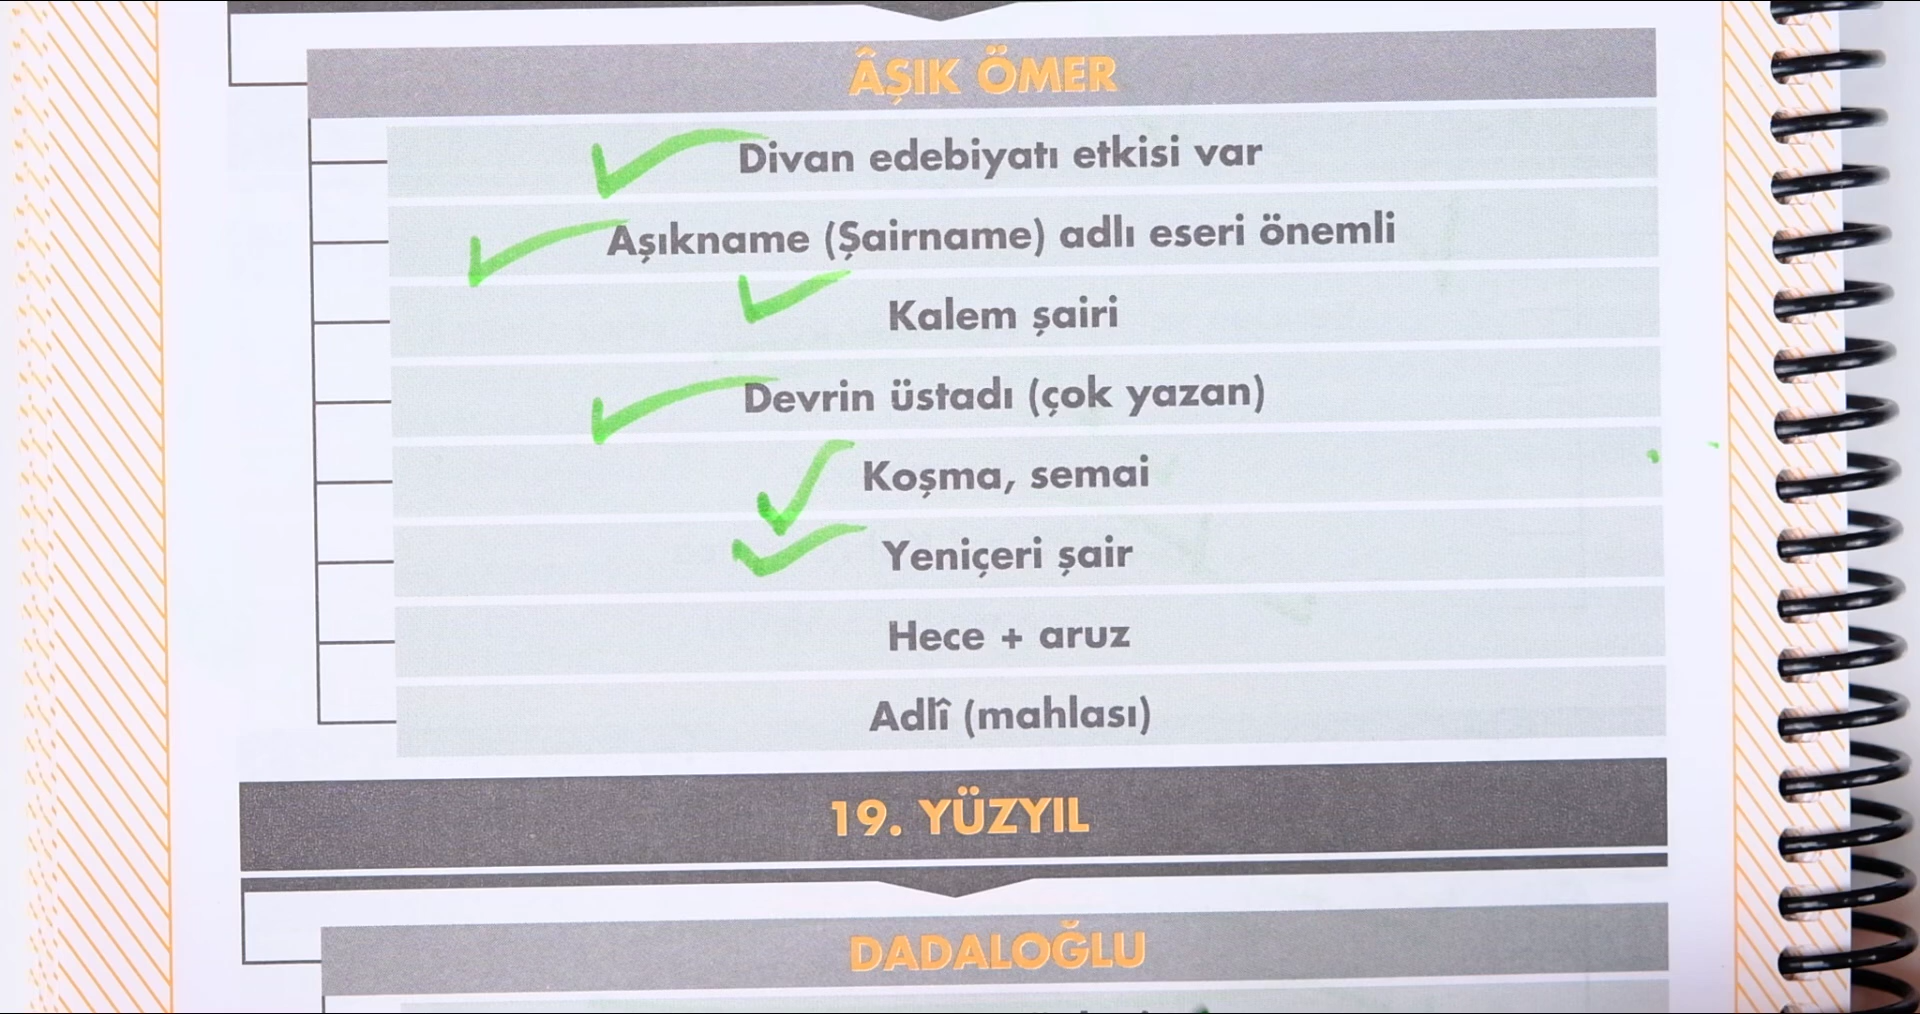 ÂŞIK ÖMER
Divan edebiyatı etkisi var
Aşıkname (Şairname) adlı eseri önemli
Kalem şairi
Devrin üstadı (çok yazan)
Koşma, semai
Yeniçeri şair
Hece + aruz
Adlî (mahlası)
19. YÜZYIL
DADALOĞLU